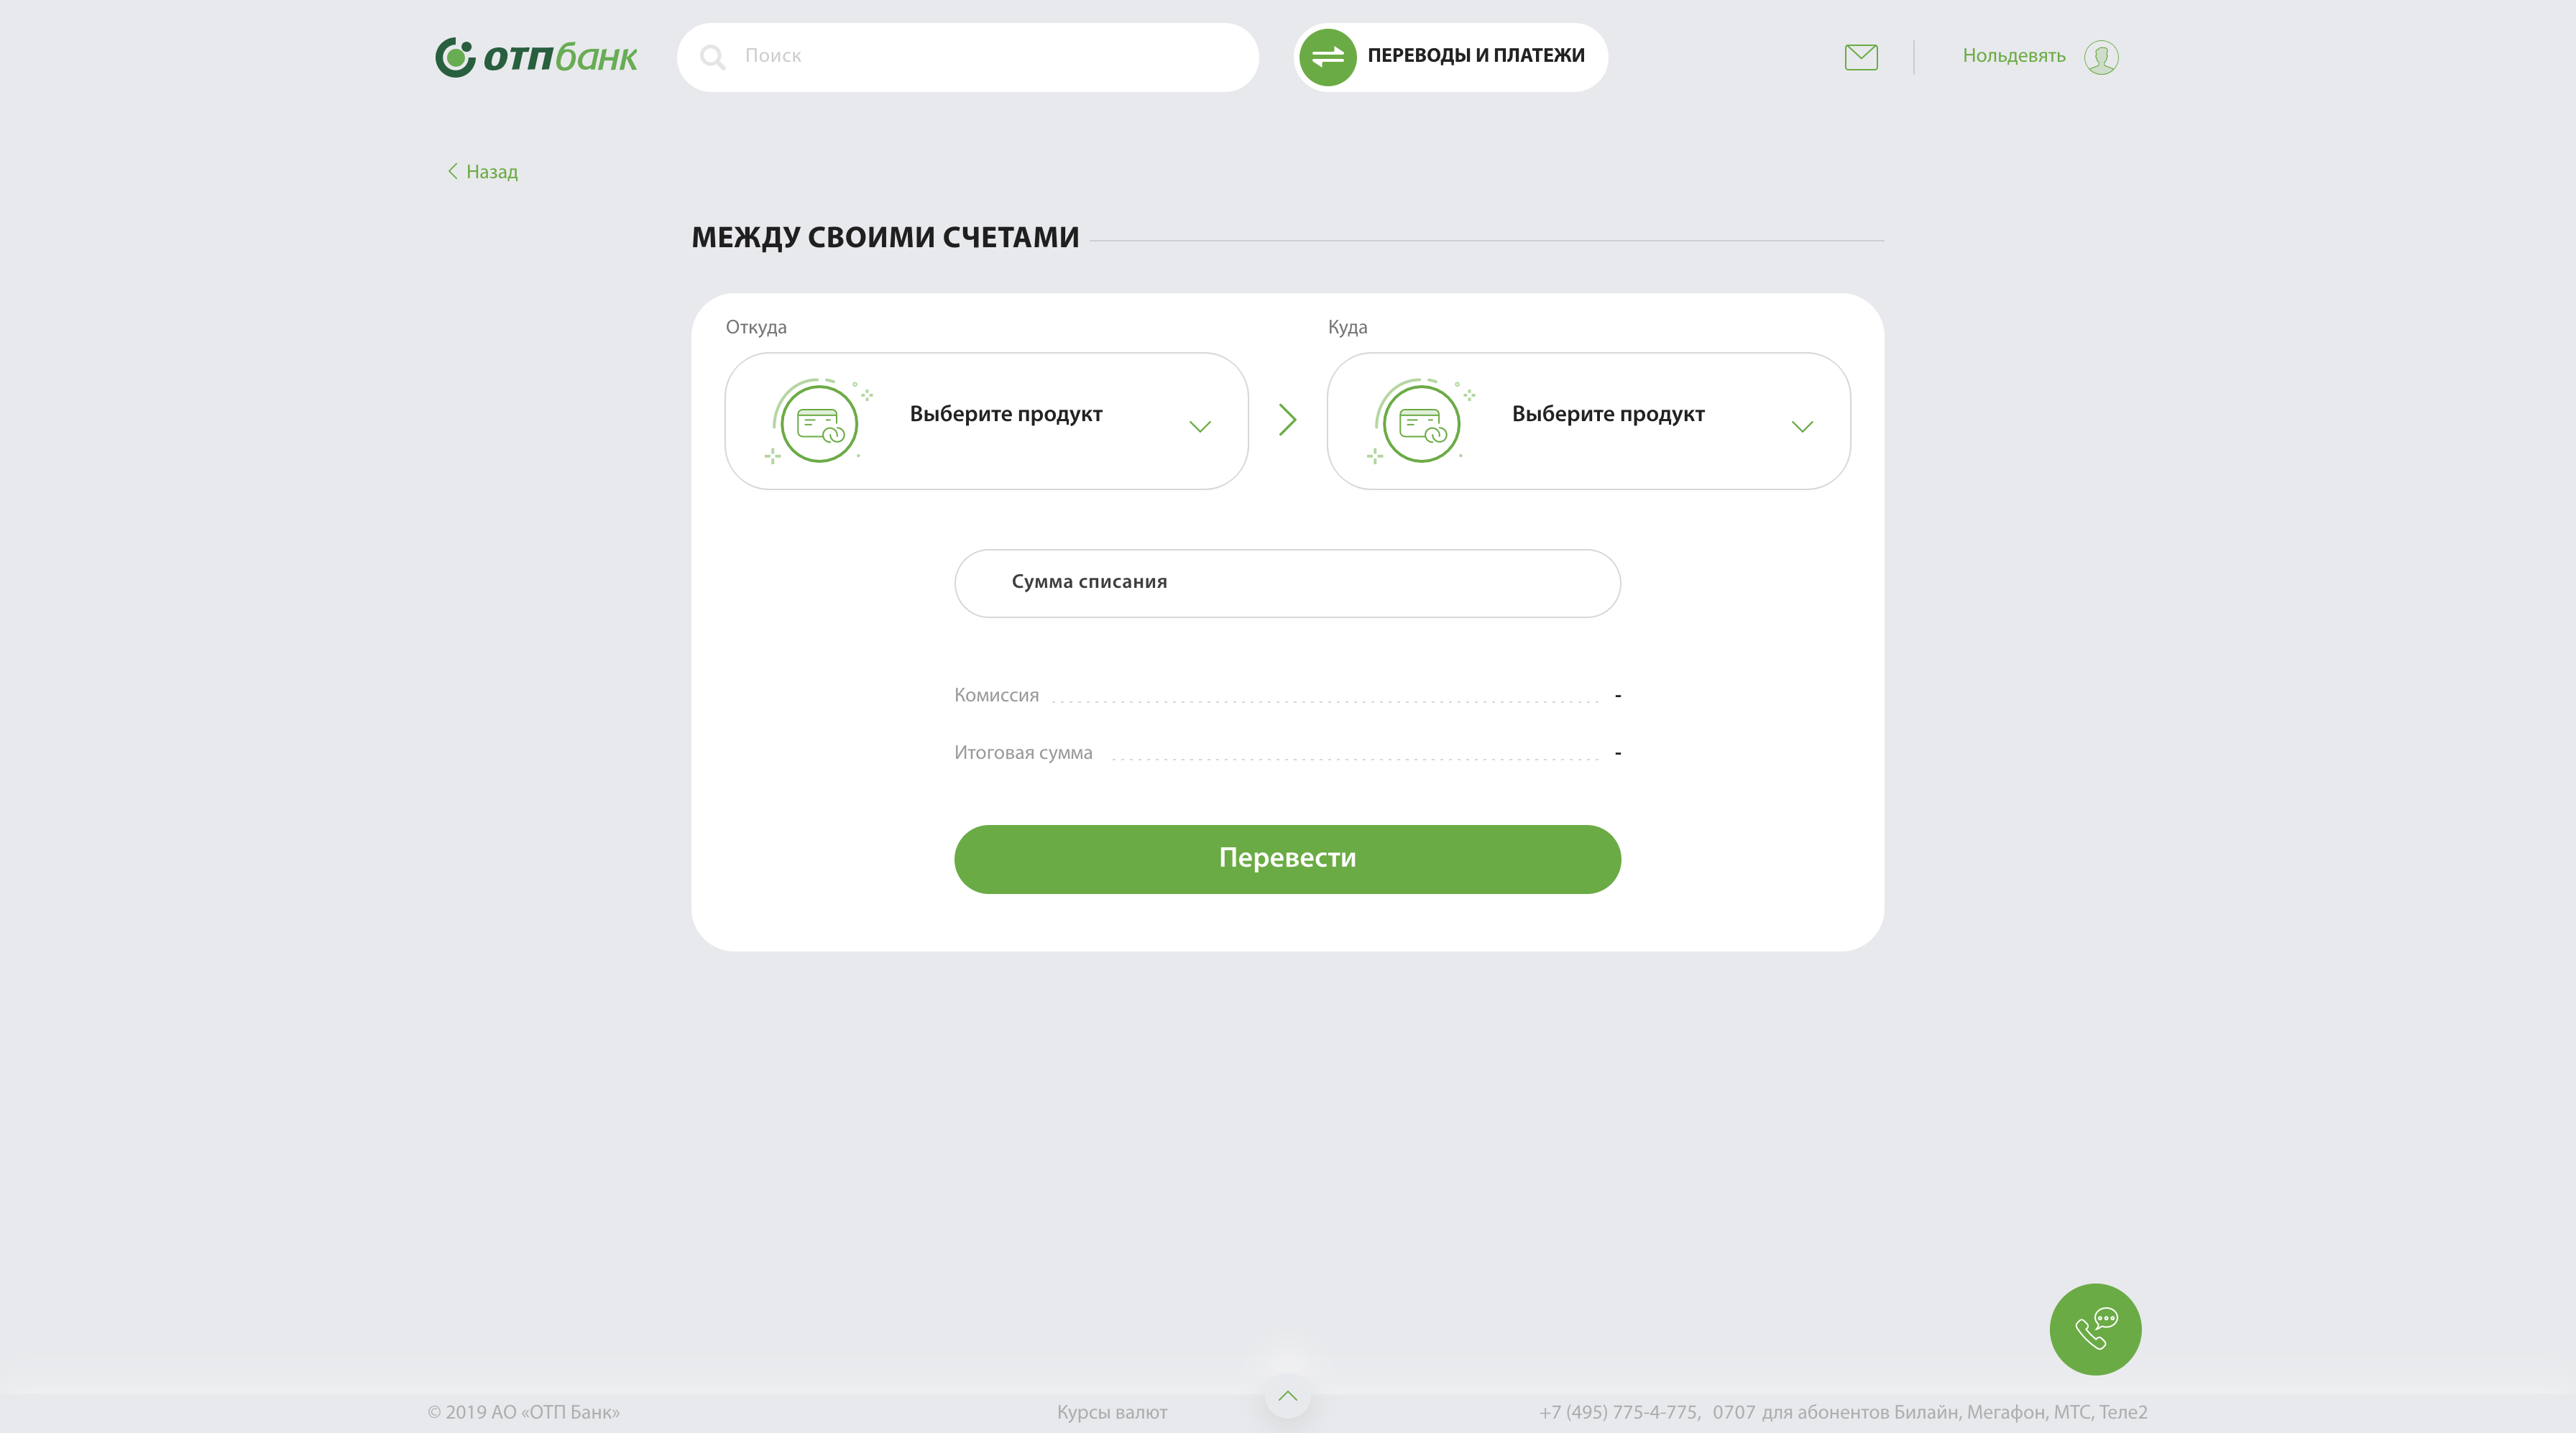 отпбанк
Поиск
ПЕРЕВОДЫ И ПЛАТЕЖИ
Нольдевять
Назад
МЕЖДУ СВОИМИ СЧЕТАМИ
Откуда
Куда
Выберите продукт
Выберите продукт
Сумма списания
Комиссия -
Итоговая сумма -
Перевести
© 2019 АО «ОТП Банк»
Курсы валют
+7 (495) 775-4-775, 0707 для абонентов Билайн, Мегафон, МТС, Теле2